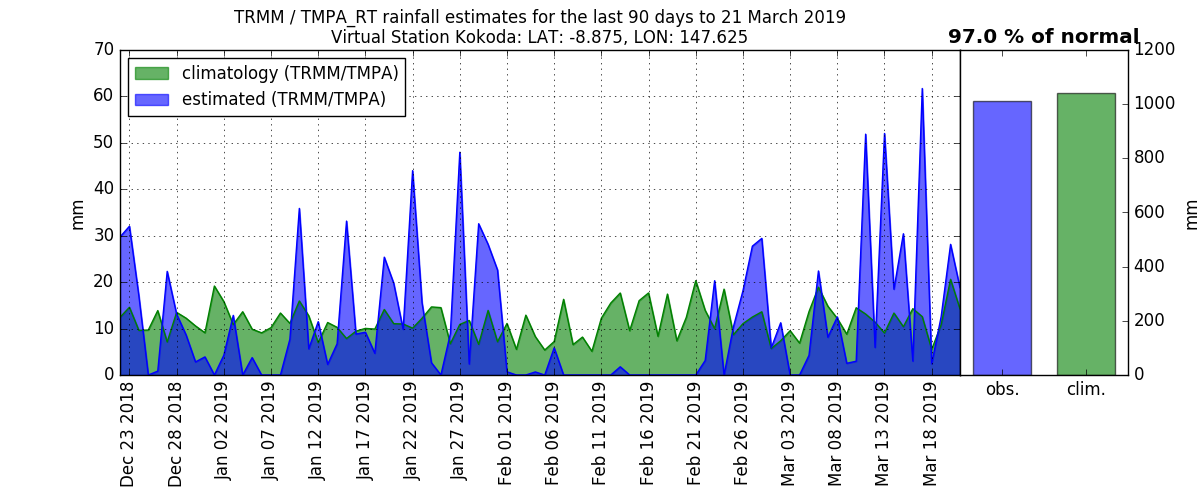 TRMM / TMPA_RT rainfall estimates for the last 90 days to 21 March 2019
Virtual Station Kokoda: LAT: -8.875, LON: 147.625
97.0 % of normal
climatology (TRMM/TMPA)
estimated (TRMM/TMPA)
70
60
50
40
30
20
10
0
mm
1200
1000
800
600
400
200
0
mm
Dec 23 2018
Dec 28 2018
Jan 02 2019
Jan 07 2019
Jan 12 2019
Jan 17 2019
Jan 22 2019
Jan 27 2019
Feb 01 2019
Feb 06 2019
Feb 11 2019
Feb 16 2019
Feb 21 2019
Feb 26 2019
Mar 03 2019
Mar 08 2019
Mar 13 2019
Mar 18 2019
obs.
clim.